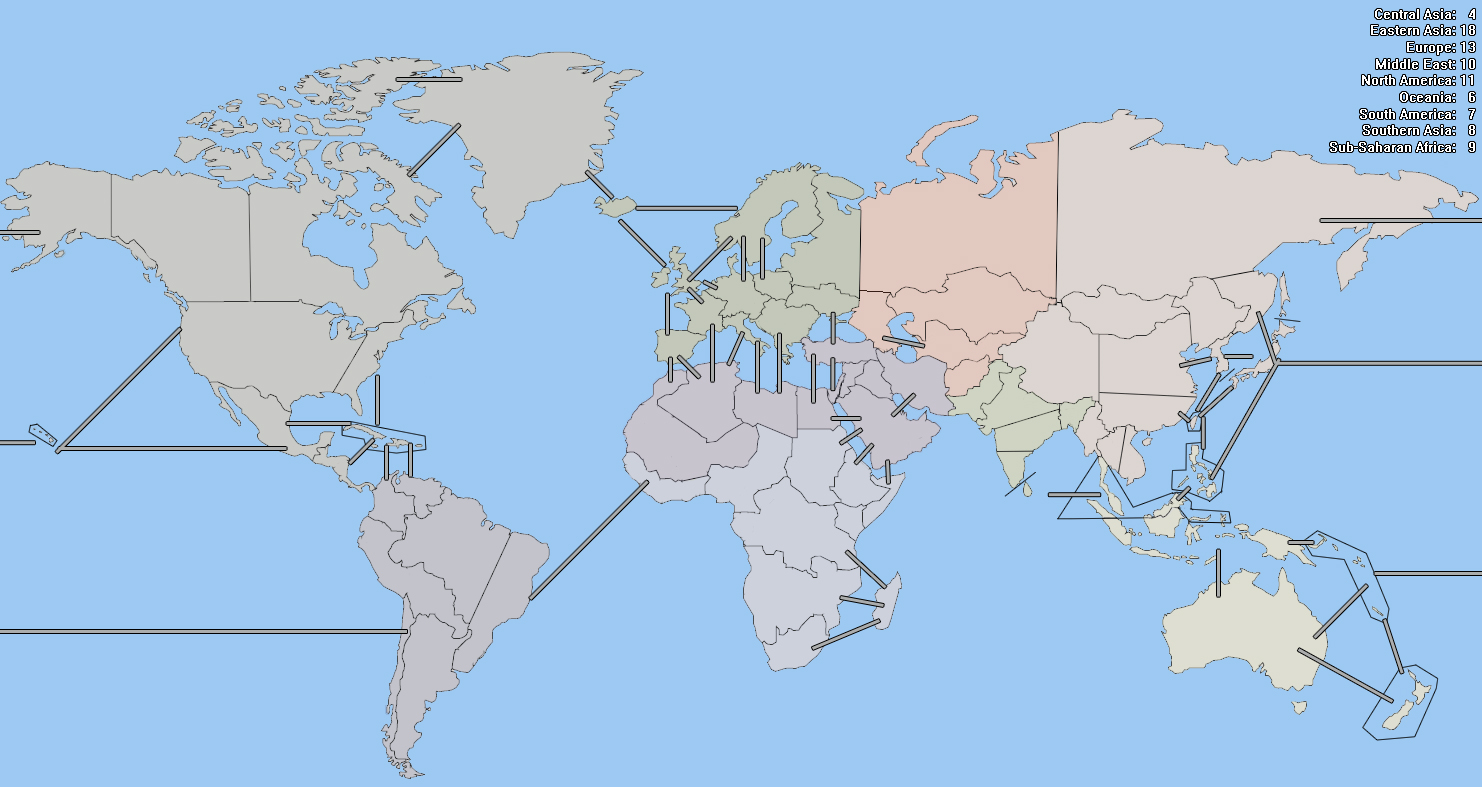 Central Asia: 4
Eastern Asia: 18
Europe: 13
Middle East: 10
North America: 11
Oceania: 6
South America: 7
Southern Asia: 8
Sub-Saharan Africa: 9